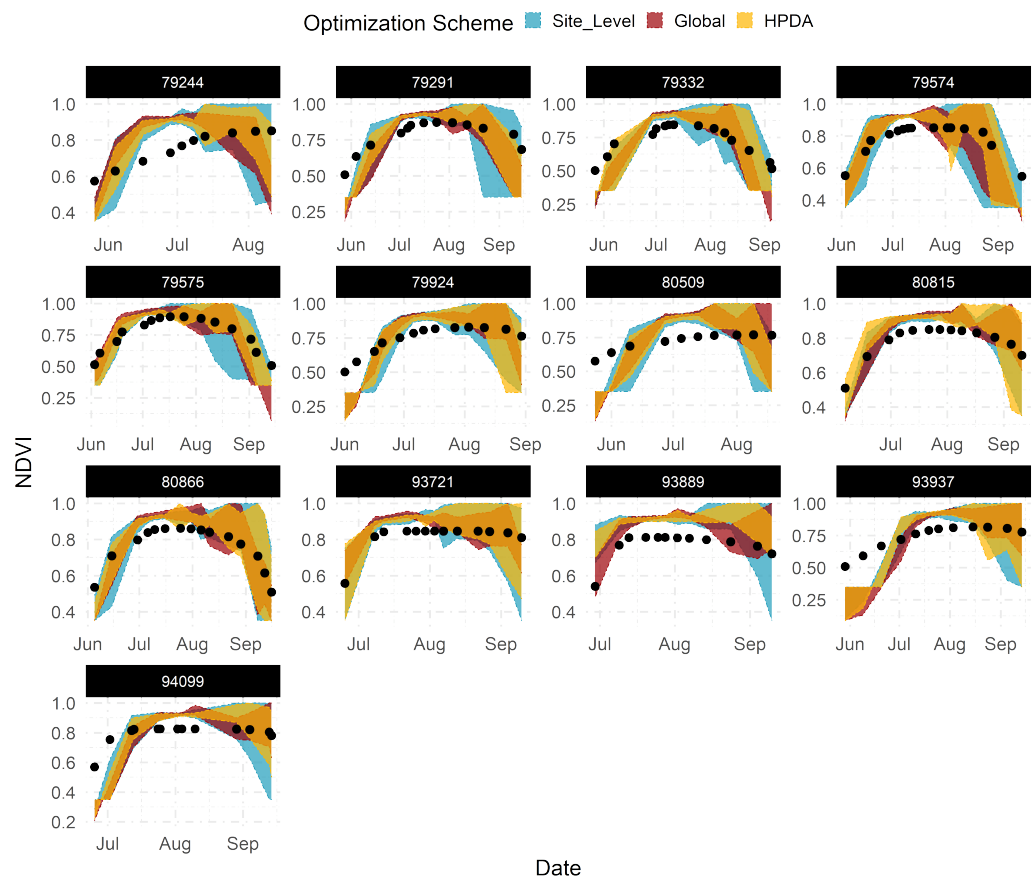 Optimization Scheme Site_Level Global HPDA
79244 79291 79332 79574
1.0 0.8 0.6 0.4
1.00 0.75 0.50 0.25
1.00 0.75 0.50 0.25
1.0 0.8 0.6 0.4
Jun Jul Aug
Jun Jul Aug Sep
Jun Jul Aug Sep
Jun Jul Aug Sep
79575 79924 80509 80815
1.00 0.75 0.50 0.25
1.00 0.75 0.50 0.25
1.00 0.75 0.50 0.25
1.0 0.8 0.6 0.4
Jun Jul Aug Sep
Jun Jul Aug Sep
Jun Jul Aug
Jun Jul Aug Sep
NDVI
80866 93721 93889 93937
1.0 0.8 0.6 0.4
1.0 0.8 0.6 0.4
1.0 0.8 0.6 0.4
1.00 0.75 0.50 0.25
Jun Jul Aug Sep
Jul Aug Sep
Jul Aug Sep
Jun Jul Aug Sep
94099
1.0 0.8 0.6 0.4 0.2
Jul Aug Sep
Date